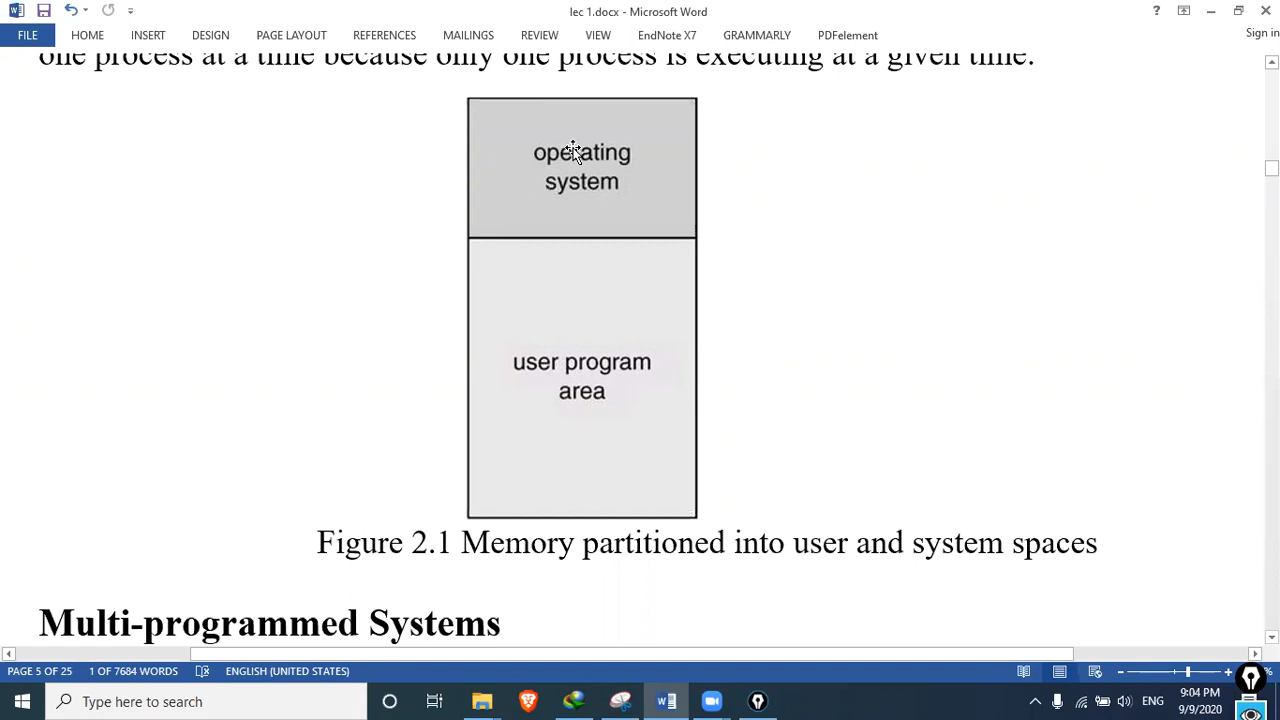 lec 1.docx - Microsoft Word
?
FILE HOME INSERT DESIGN PAGE LAYOUT REFERENCES MAILINGS REVIEW VIEW EndNote X7 GRAMMARLY PDFelement Sign in
one process at a time because only one process is executing at a given time.
operating
system
user program
area
Figure 2.1 Memory partitioned into user and system spaces
Multi-programmed Systems
PAGE 5 OF 25 1 OF 7684 WORDS ENGLISH (UNITED STATES) %
Type here to search
ENG
9:04 PM
9/9/2020